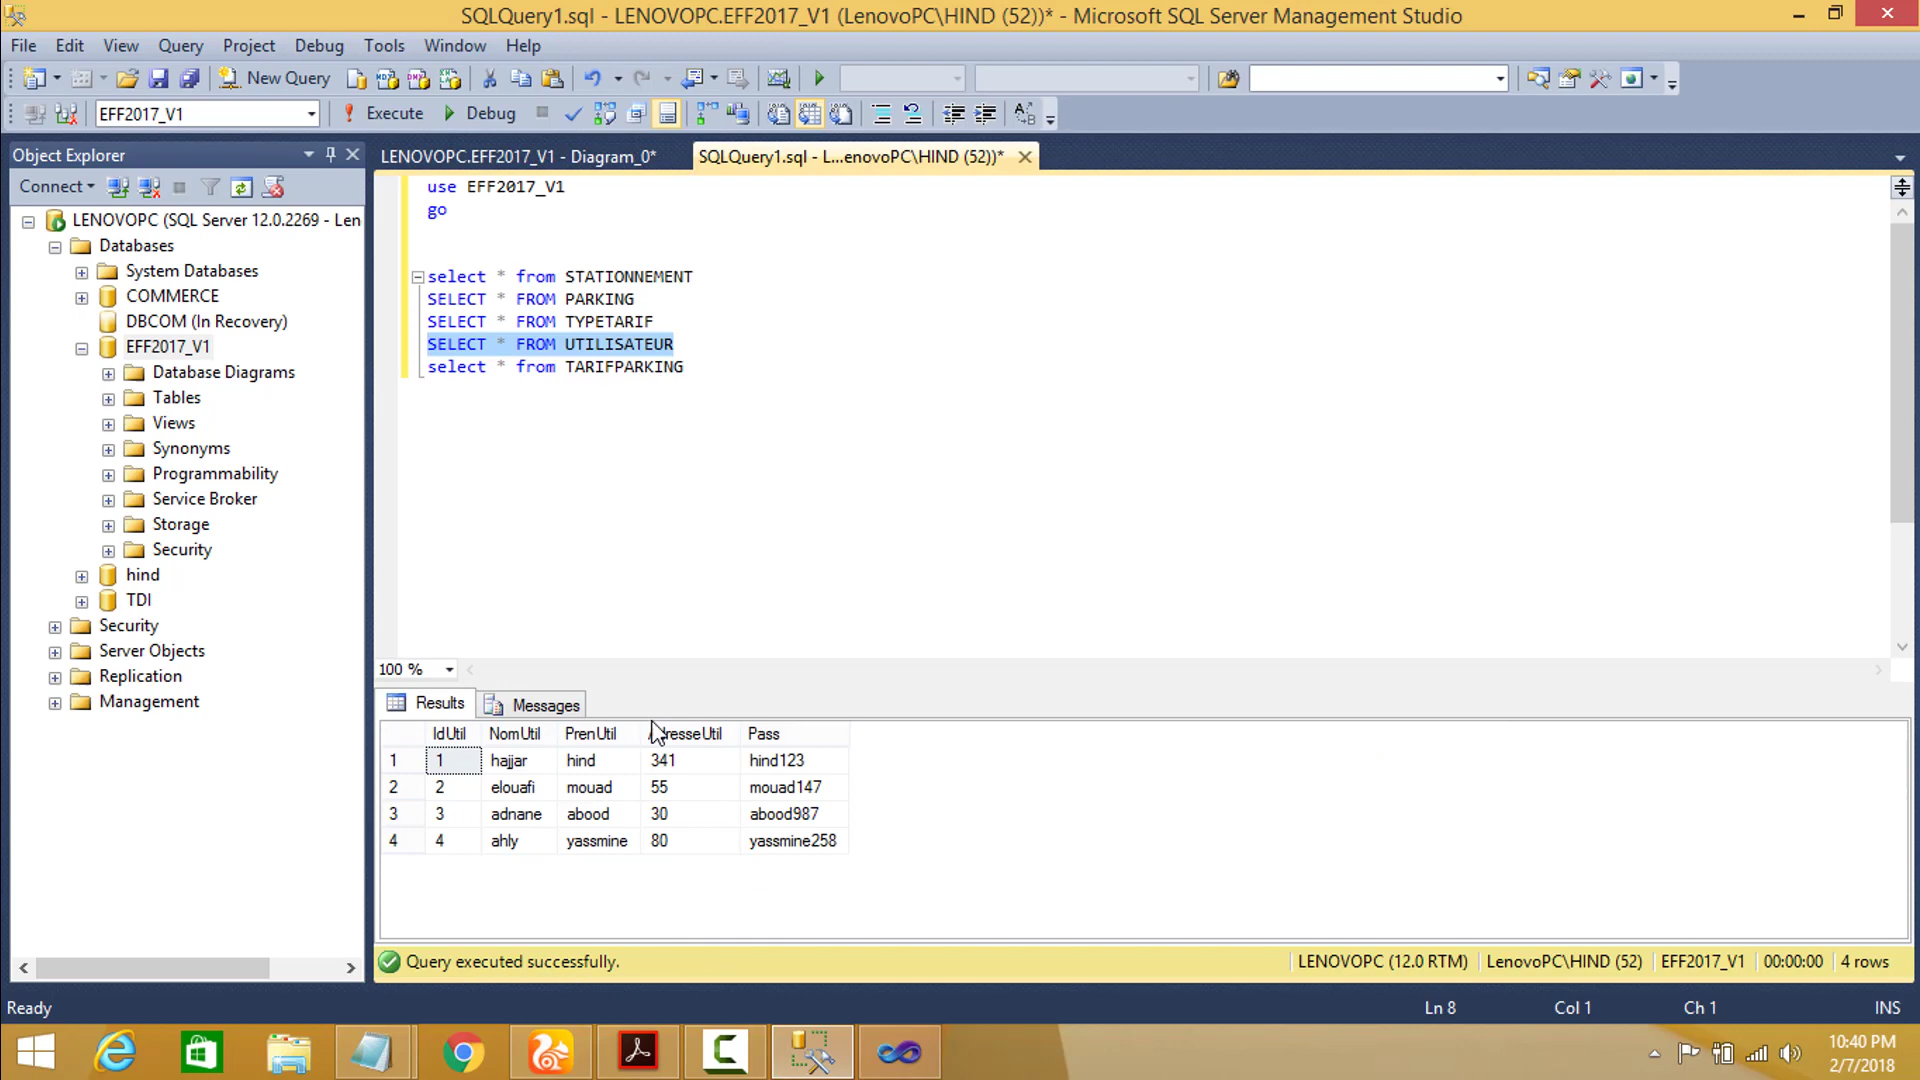 SQLQuery1.sql - LENOVOPC.EFF2017_V1 (LenovoPC\HIND (52))* - Microsoft SQL Server Management Studio
File Edit View Query Project Debug Tools Window Help
New Query
EFF2017_V1 Execute Debug
Object Explorer
LENOVOPC.EFF2017_V1 - Diagram_0* SQLQuery1.sql - L...enovoPC\HIND (52))*
Connect
LENOVOPC (SQL Server 12.0.2269 - Len
Databases
System Databases
COMMERCE
DBCOM (In Recovery)
EFF2017_V1
Database Diagrams
Tables
Views
Synonyms
Programmability
Service Broker
Storage
Security
hind
TDI
Security
Server Objects
Replication
Management
use EFF2017_V1
go
select * from STATIONNEMENT
SELECT * FROM PARKING
SELECT * FROM TYPETARIF
SELECT * FROM UTILISATEUR
select * from TARIFPARKING
100 %
Results Messages
IdUtil NomUtil PrenUtil AdresseUtil Pass
1 1 hajjar hind 341 hind123
2 2 elouafi mouad 55 mouad147
3 3 adnane abood 30 abood987
4 4 ahly yassmine 80 yassmine258
Query executed successfully. LENOVOPC (12.0 RTM) LenovoPC\HIND (52) EFF2017_V1 00:00:00 4 rows
Ready Ln 8 Col 1 Ch 1 INS
10:40 PM
2/7/2018